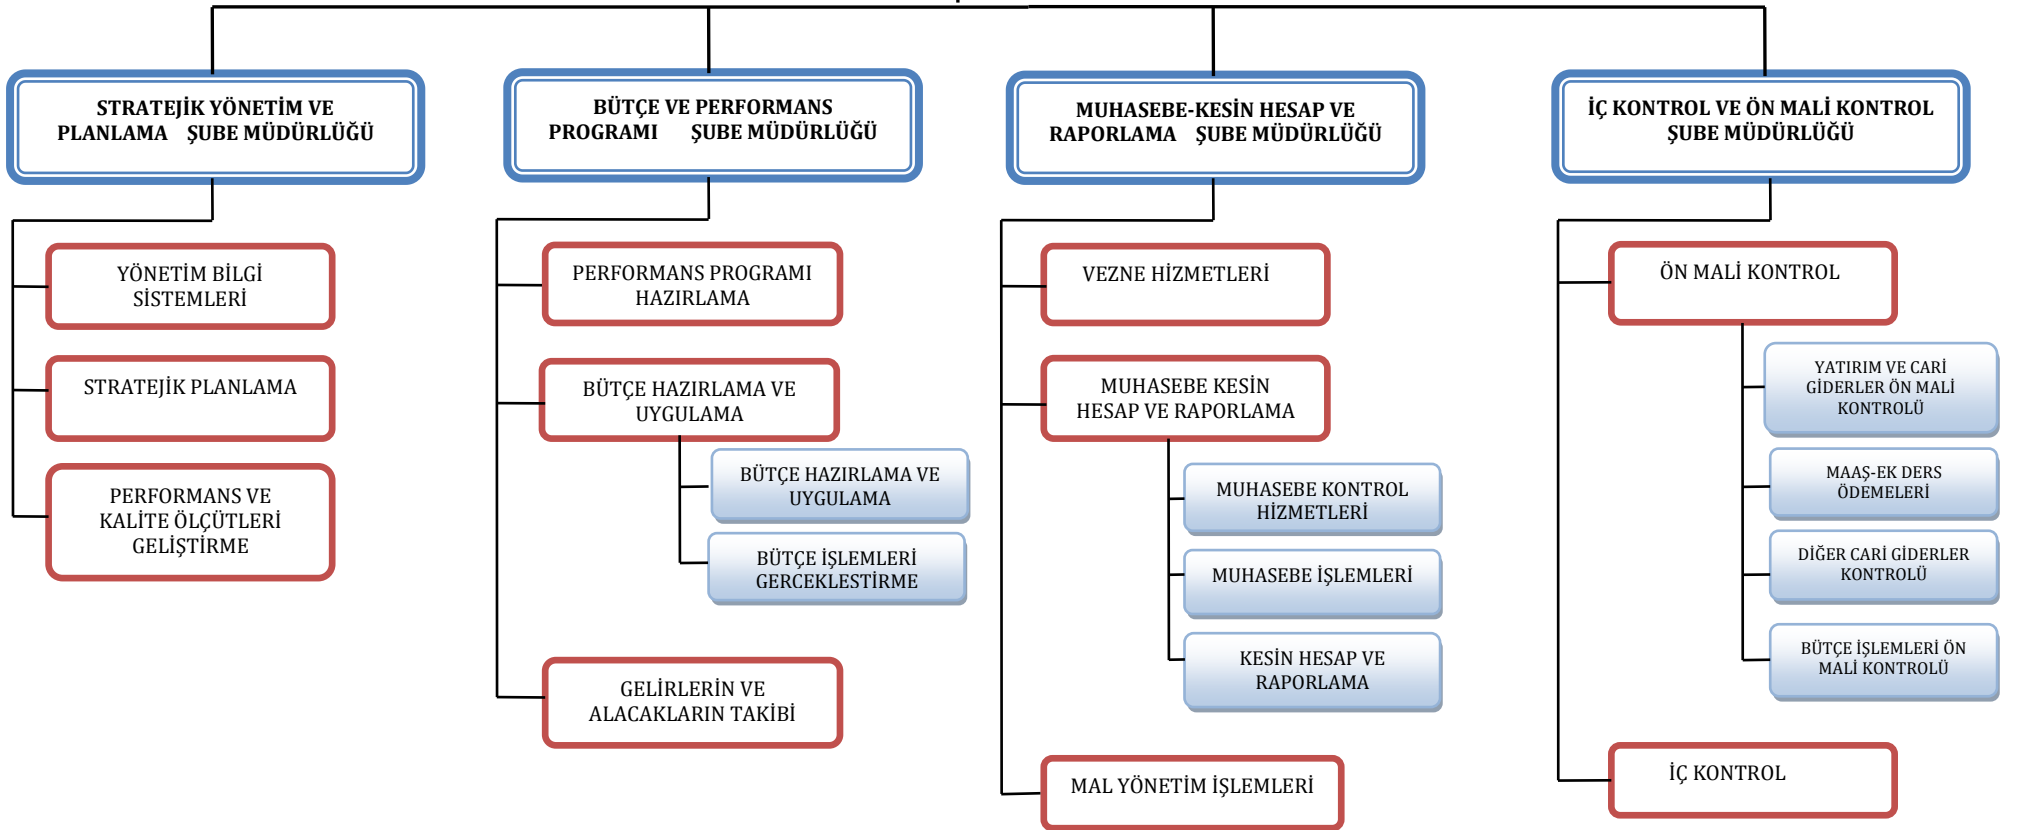 STRATEJİK YÖNETİM VE
PLANLAMA ŞUBE MÜDÜRLÜĞÜ
YÖNETİM BİLGİ
SİSTEMLERİ
STRATEJİK PLANLAMA
PERFORMANS VE
KALİTE ÖLÇÜTLERİ
GELİŞTİRME
BÜTÇE VE PERFORMANS
PROGRAMI ŞUBE MÜDÜRLÜĞÜ
PERFORMANS PROGRAMI
HAZIRLAMA
BÜTÇE HAZIRLAMA VE
UYGULAMA
BÜTÇE HAZIRLAMA VE
UYGULAMA
BÜTÇE İŞLEMLERİ
GERCEKLESTİRME
GELİRLERİN VE
ALACAKLARIN TAKİBİ
MUHASEBE-KESİN HESAP VE
RAPORLAMA ŞUBE MÜDÜRLÜĞÜ
VEZNE HİZMETLERİ
MUHASEBE KESİN
HESAP VE RAPORLAMA
MUHASEBE KONTROL
HİZMETLERİ
MUHASEBE İŞLEMLERİ
KESİN HESAP VE
RAPORLAMA
MAL YÖNETİM İŞLEMLERİ
İÇ KONTROL VE ÖN MALİ KONTROL
ŞUBE MÜDÜRLÜĞÜ
ÖN MALİ KONTROL
YATIRIM VE CARİ
GİDERLER ÖN MALİ
KONTROLÜ
MAAŞ-EK DERS
ÖDEMELERİ
DİĞER CARİ GİDERLER
KONTROLÜ
BÜTÇE İŞLEMLERİ ÖN
MALİ KONTROLÜ
İÇ KONTROL